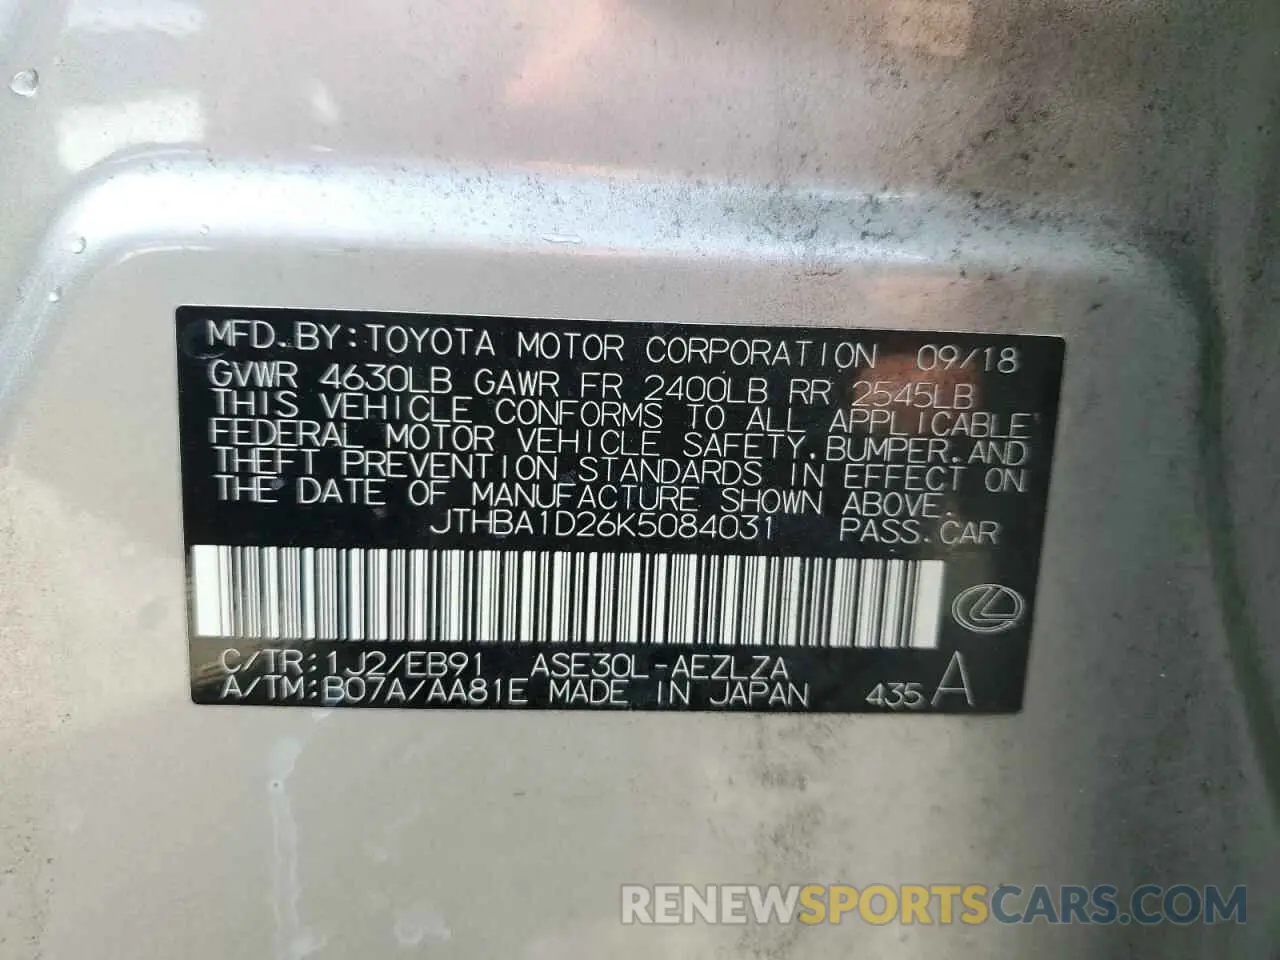 MFD.BY:TOYOTA MOTOR CORPORATION 09/18
GVWR 4630LB GAWR FR 2400LB RR 2545LB
THIS VEHICLE CONFORMS TO ALL APPLICABLE
FEDERAL MOTOR VEHICLE SAFETY.BUMPER.AND
THEFT PREVENTION STANDARDS IN EFFECT ON
THE DATE OF MANUFACTURE SHOWN ABOVE.
JTHBA1D26K5084031 PASS.CAR
C/TR:1J2/EB91 ASE30L-AEZLZA
A/TM:B07A/AA81E MADE IN JAPAN 435 A
RENEWSPORTSCARS.COM